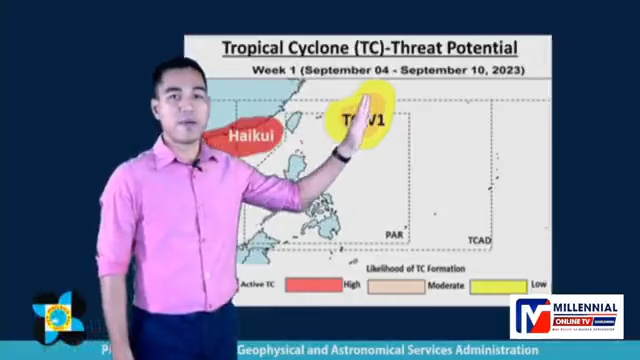 Tropical Cyclone (TC)-Threat Potential
Week 1 (September 04 - September 10, 2023)
Haikui
PAR
TCAD
Likelihood of TC Formation
Active TC
High
Moderate
Low
MILLENNIAL
ONLINE TV
Geophysical and Astronomical Services Administration